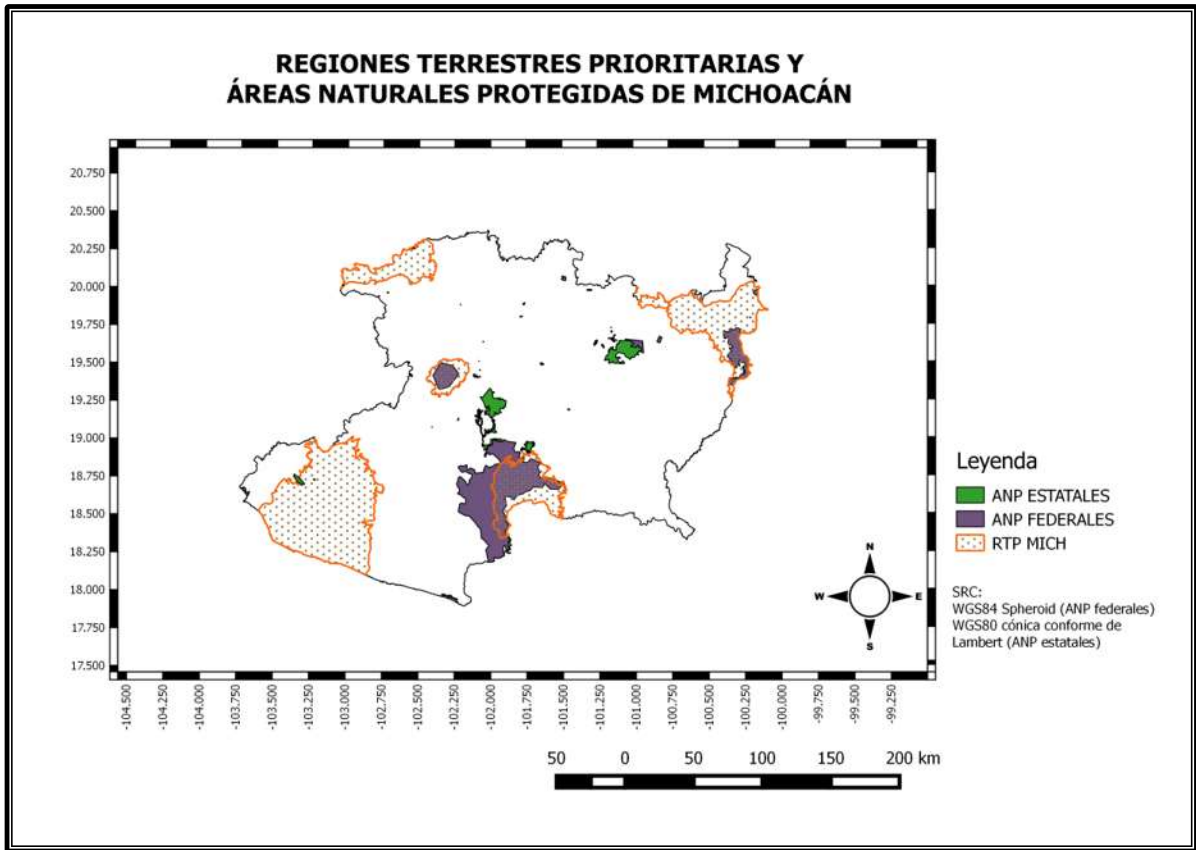 REGIONES TERRESTRES PRIORITARIAS Y
ÁREAS NATURALES PROTEGIDAS DE MICHOACÁN
20.750
20.500
20.250
20.000
19.750
19.500
19.250
19.000
18.750
18.500
18.250
18.000
17.750
17.500
-104.500
-104.250
-104.000
-103.750
-103.500
-103.250
-103.000
-102.750
-102.500
-102.250
-102.000
-101.750
-101.500
-101.250
-101.000
-100.750
-100.500
-100.250
-100.000
-99.750
-99.500
-99.250
Leyenda
ANP ESTATALES
ANP FEDERALES
RTP MICH
N
W
E
S
SRC:
WGS84 Spheroid (ANP federales)
WGS80 cónica conforme de
Lambert (ANP estatales)
50 0 50 100 150 200 km